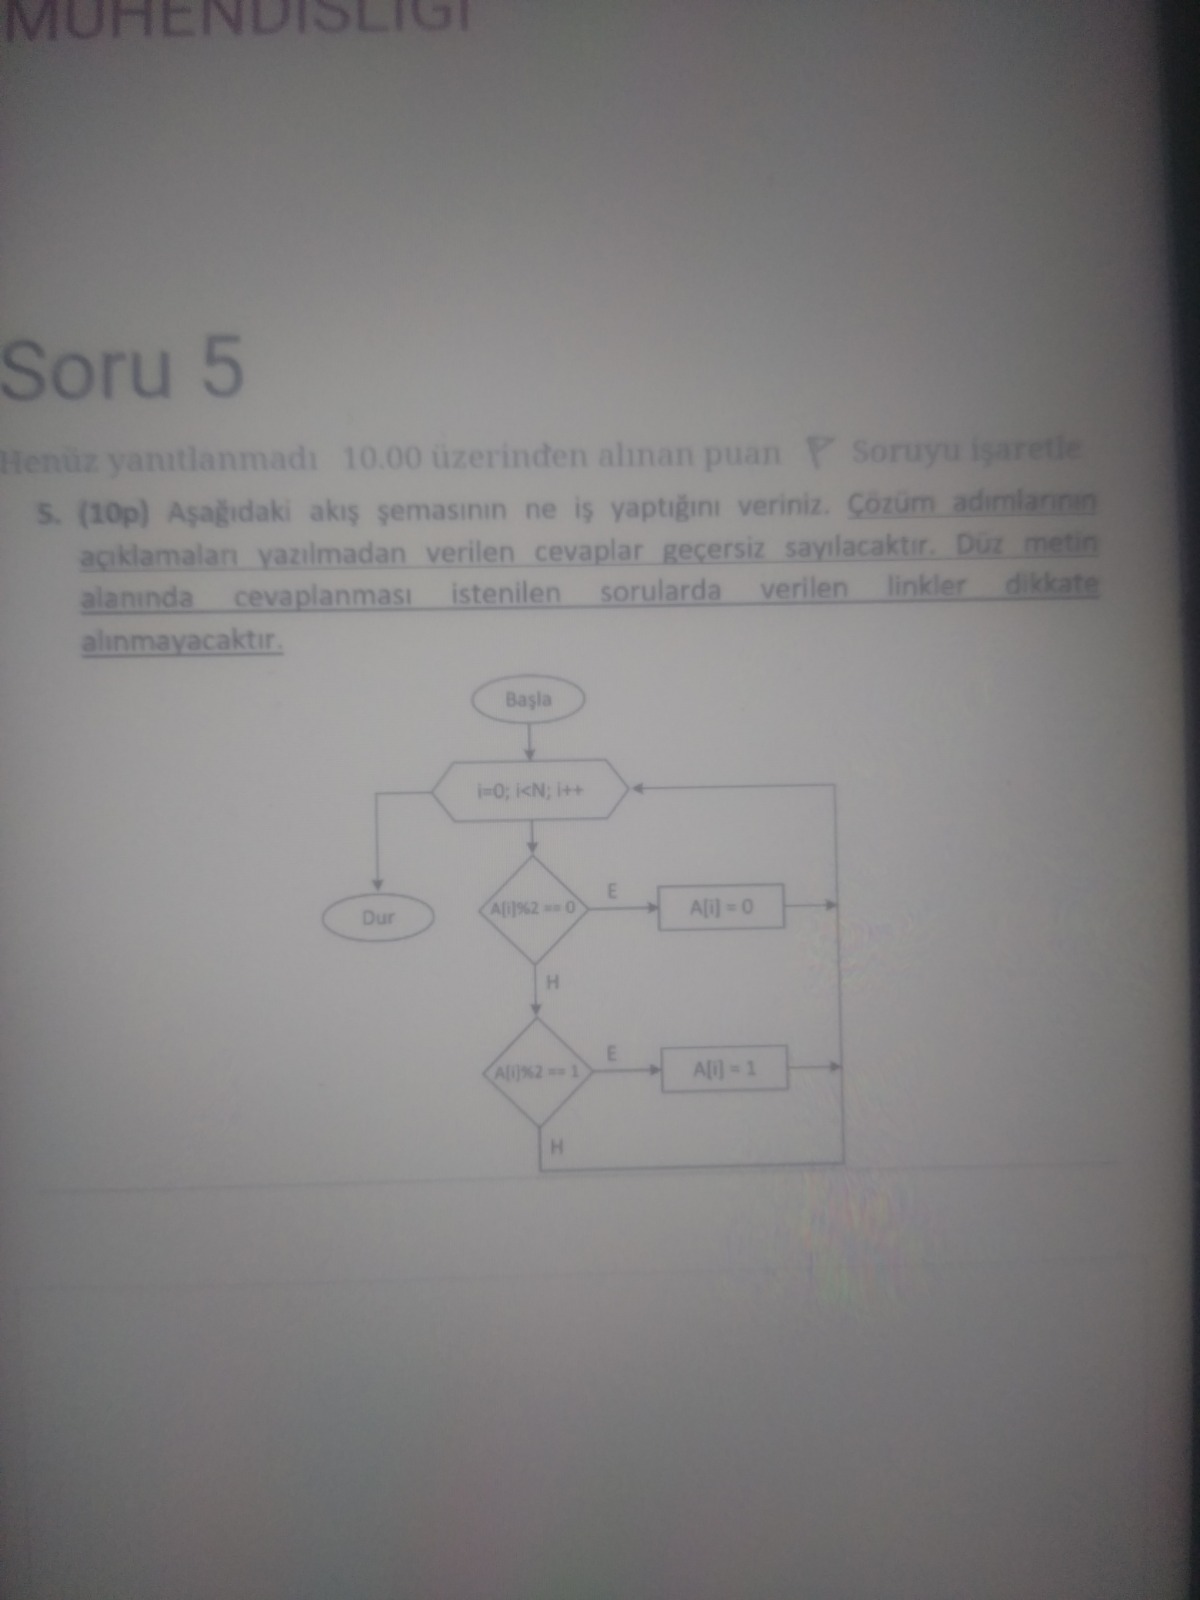 MÜHENDİSLİĞİ
Soru 5
Henüz yanıtlanmadı 10.00 üzerinden alınan puan Soruyu işaretle
5. (10p) Aşağıdaki akış şemasının ne iş yaptığını veriniz. Çözüm adımlarının
açıklamaları yazılmadan verilen cevaplar geçersiz sayılacaktır. Düz metin
alanında cevaplanması istenilen sorularda verilen linkler dikkate
alınmayacaktır.
Başla
i=0; i<N; i++
Dur
A[i]%2 == 0
E
A[i] = 0
H
A[i]%2 == 1
E
A[i] = 1
H